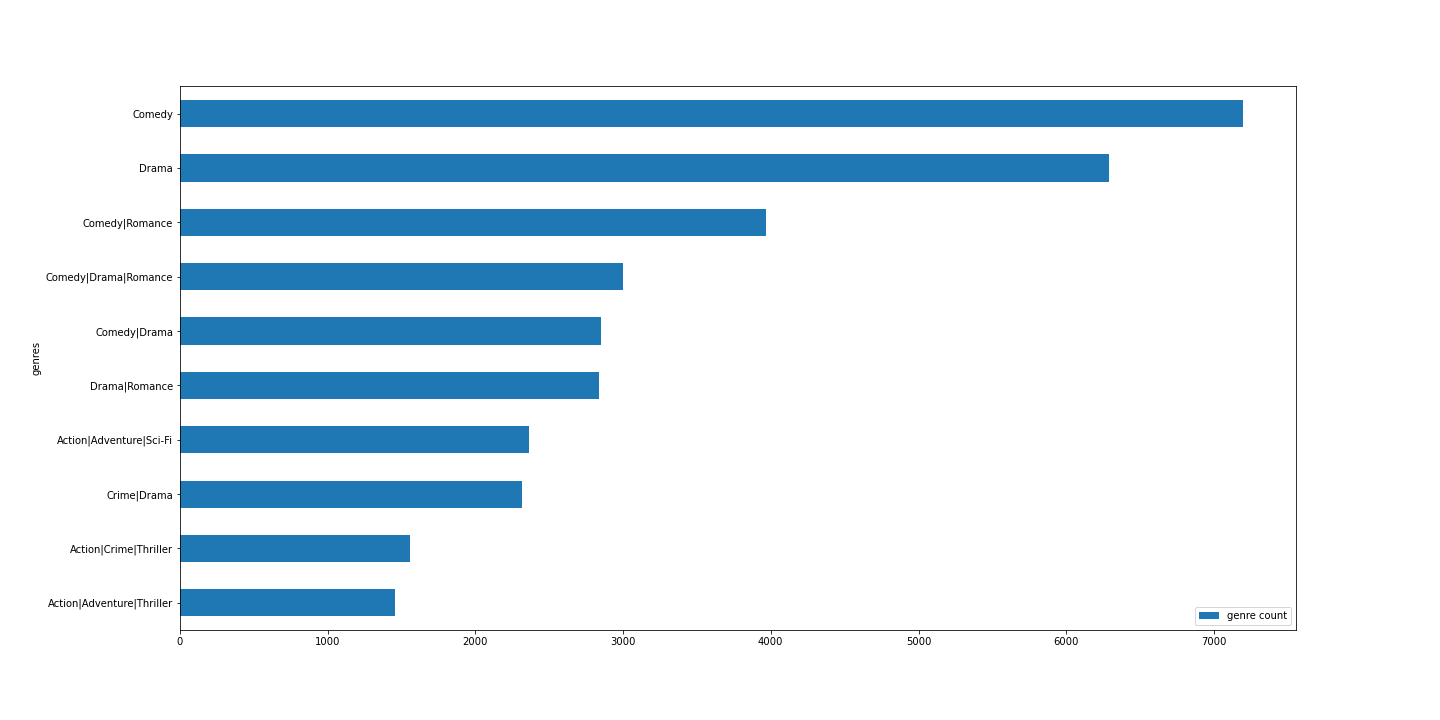 Comedy
Drama
Comedy|Romance
Comedy|Drama|Romance
Comedy|Drama
Drama|Romance
Action|Adventure|Sci-Fi
Crime|Drama
Action|Crime|Thriller
Action|Adventure|Thriller
genres
genre count
0 1000 2000 3000 4000 5000 6000 7000